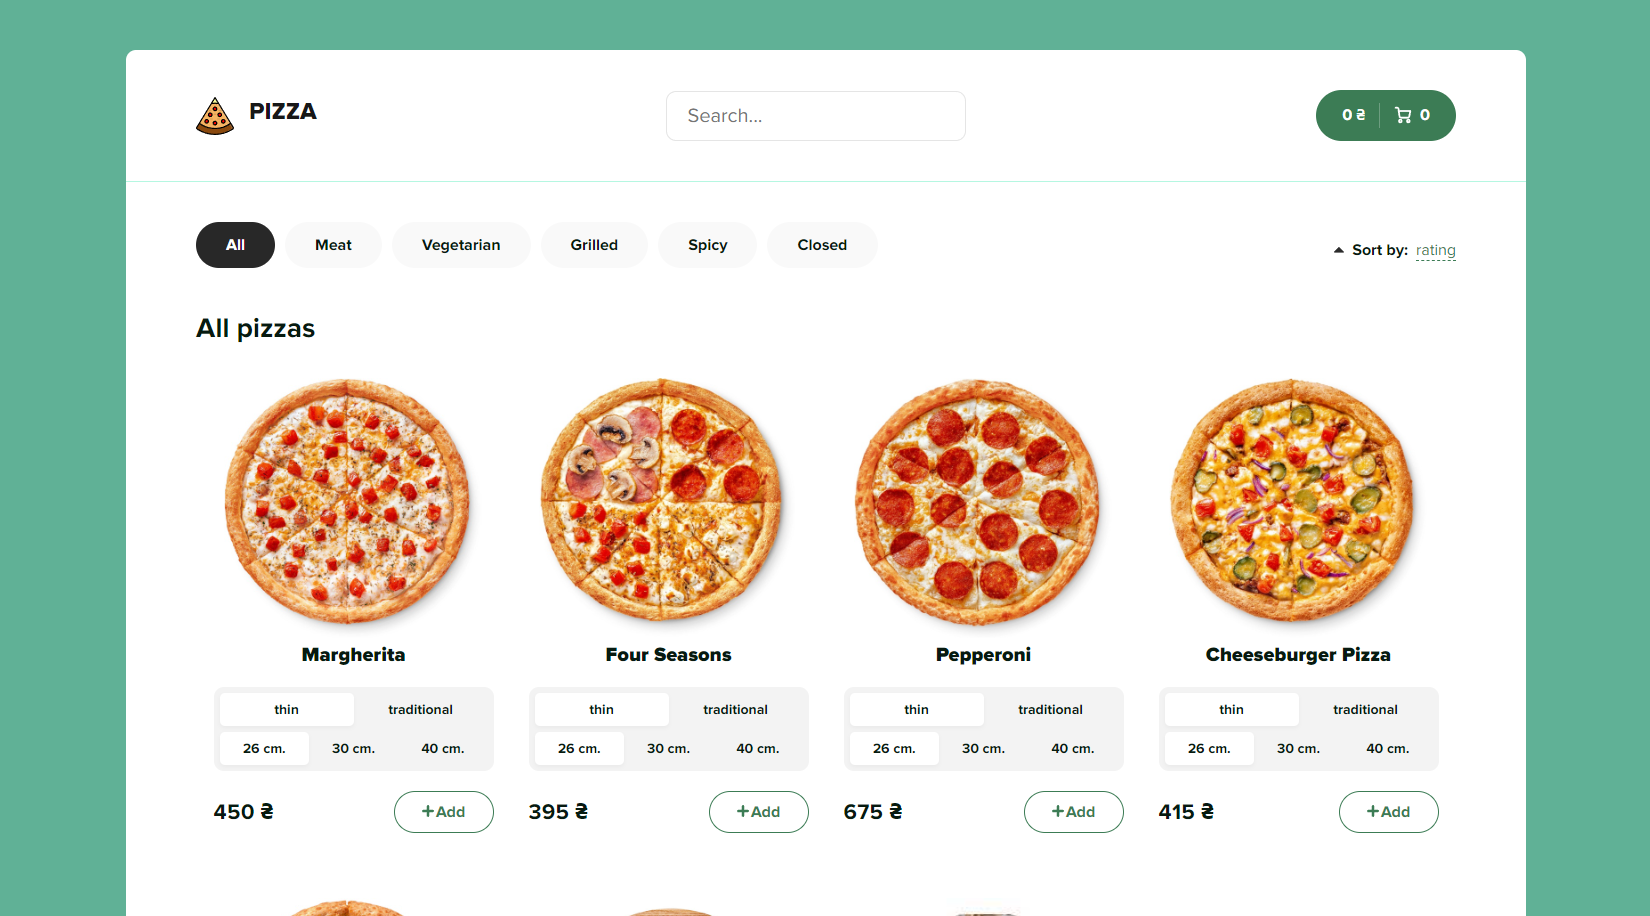 PIZZA
Search...
0 ₴ 0
All Meat Vegetarian Grilled Spicy Closed
Sort by: rating
All pizzas
Margherita Four Seasons Pepperoni Cheeseburger Pizza
thin traditional thin traditional thin traditional thin traditional
26 cm. 30 cm. 40 cm. 26 cm. 30 cm. 40 cm. 26 cm. 30 cm. 40 cm. 26 cm. 30 cm. 40 cm.
450 ₴ +Add 395 ₴ +Add 675 ₴ +Add 415 ₴ +Add